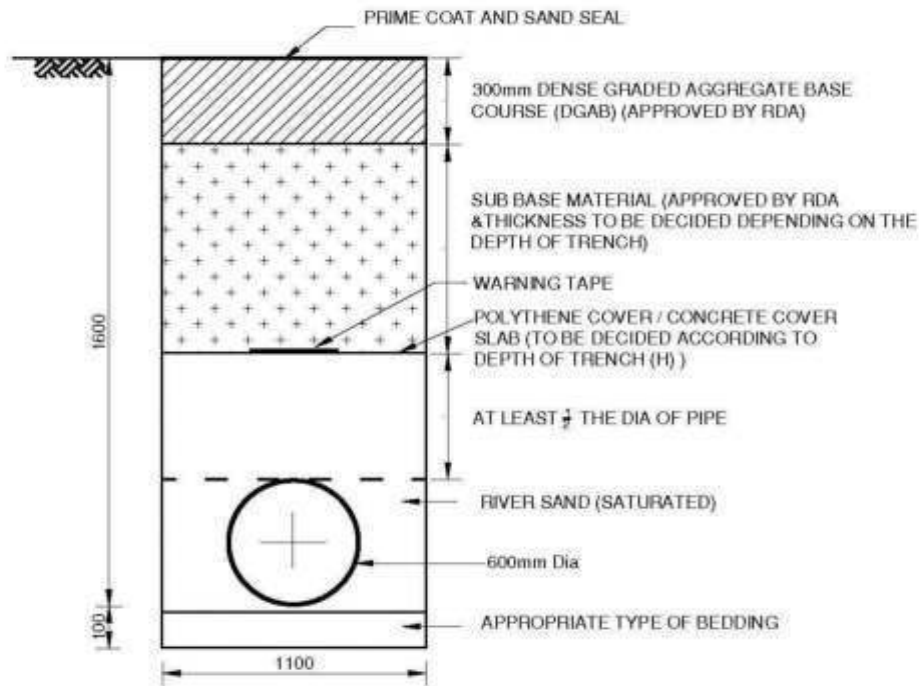 PRIME COAT AND SAND SEAL
300mm DENSE GRADED AGGREGATE BASE
COURSE (DGAB) (APPROVED BY RDA)
SUB BASE MATERIAL (APPROVED BY RDA
&THICKNESS TO BE DECIDED DEPENDING ON THE
DEPTH OF TRENCH)
WARNING TAPE
POLYTHENE COVER / CONCRETE COVER
SLAB (TO BE DECIDED ACCORDING TO
DEPTH OF TRENCH (H) )
1600
AT LEAST ½ THE DIA OF PIPE
RIVER SAND (SATURATED)
600mm Dia
100
APPROPRIATE TYPE OF BEDDING
1100